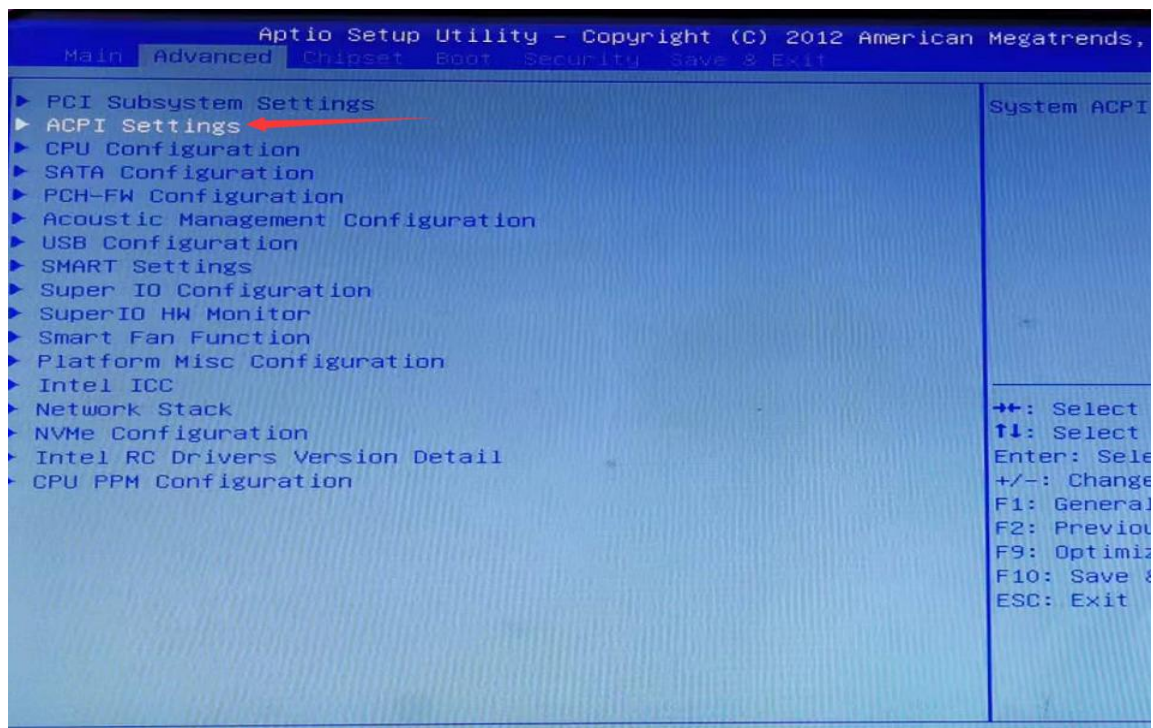 Aptio Setup Utility - Copyright (C) 2012 American Megatrends,
Main Advanced Chipset Boot Security Save & Exit
PCI Subsystem Settings
ACPI Settings
CPU Configuration
SATA Configuration
PCH-FW Configuration
Acoustic Management Configuration
USB Configuration
SMART Settings
Super IO Configuration
SuperIO HW Monitor
Smart Fan Function
Platform Misc Configuration
Intel ICC
Network Stack
NVMe Configuration
Intel RC Drivers Version Detail
CPU PPM Configuration
System ACPI
→←: Select
↑↓: Select
Enter: Sele
+/-: Change
F1: General
F2: Previou
F9: Optimiz
F10: Save &
ESC: Exit